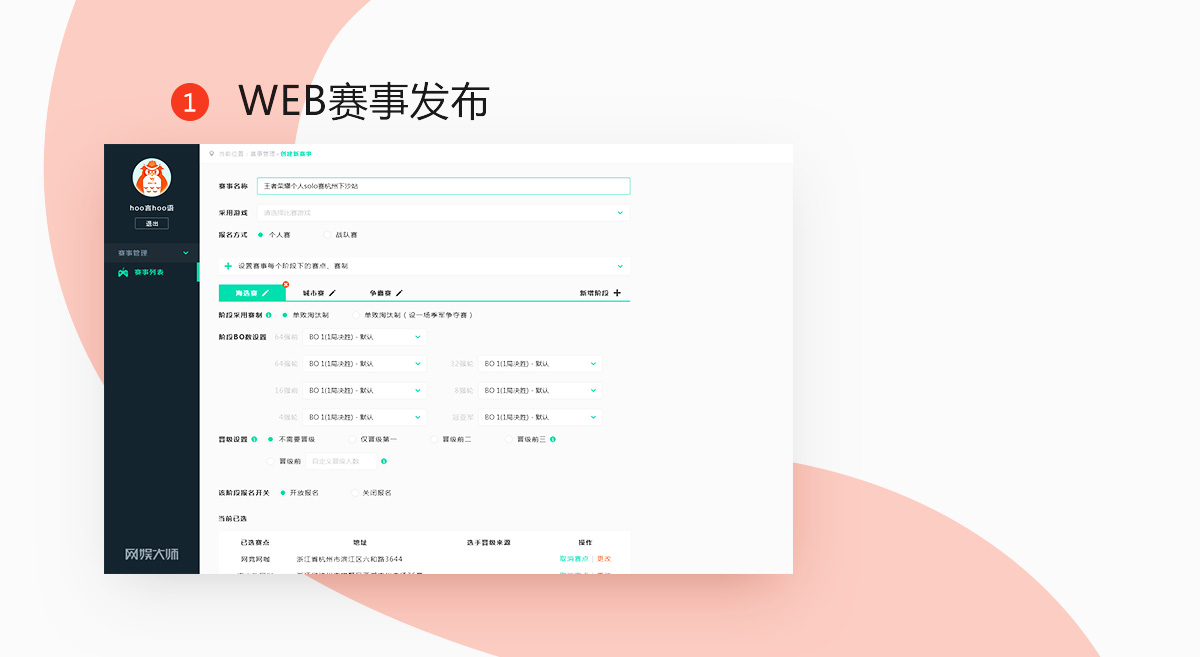 1 WEB赛事发布
hoo言hoo语
退出
赛事管理
赛事列表
网娱大师
当前位置：赛事管理 > 创建新赛事
赛事名称 王者荣耀个人solo赛杭州下沙站
采用游戏 请选择比赛游戏
报名方式 个人赛 战队赛
设置赛事每个阶段下的赛点、赛制
海选赛 城市赛 争霸赛 新增阶段
阶段采用赛制 单败淘汰制 单败淘汰制（设一场季军争夺赛）
阶段BO数设置 64强前 BO 1(1局决胜) - 默认
64强轮 BO 1(1局决胜) - 默认 32强轮 BO 1(1局决胜) - 默认
16强前 BO 1(1局决胜) - 默认 8强轮 BO 1(1局决胜) - 默认
4强轮 BO 1(1局决胜) - 默认 冠亚军 BO 1(1局决胜) - 默认
晋级设置 不需要晋级 仅晋级第一 晋级前二 晋级前三
晋级前 自定义晋级人数
该阶段报名开关 开放报名 关闭报名
当前已选
已选赛点 地址 选手晋级来源 操作
网竞网咖 浙江省杭州市滨江区六和路3644 取消赛点 | 更改